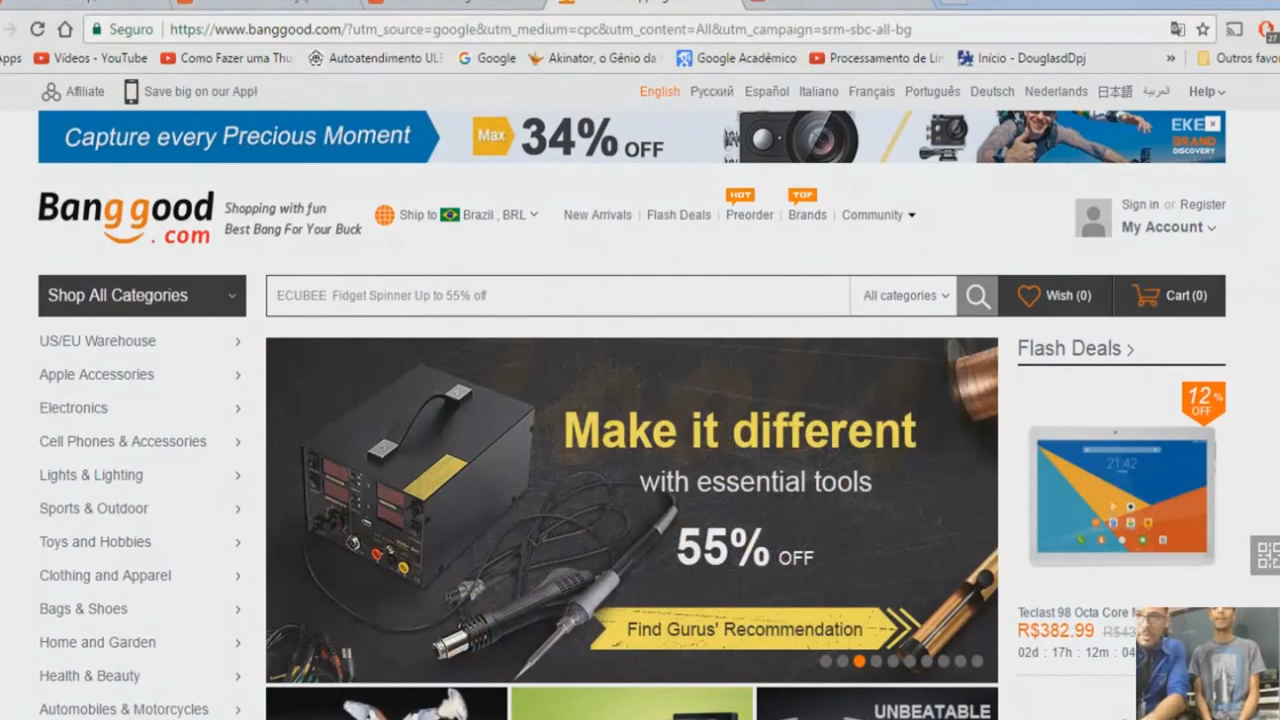 Seguro
https://www.banggood.com/?utm_source=google&utm_medium=cpc&utm_content=All&utm_campaign=srm-sbc-all-bg
27
Apps Vídeos - YouTube Como Fazer uma Thu Autoatendimento ULE Google Akinator, o Gênio da Google Acadêmico Processamento de Lin Início - DouglasdDpj » Outros favor
Affiliate Save big on our App!
English Русский Español Italiano Français Português Deutsch Nederlands 日本語 العربية Help
Capture every Precious Moment
Max 34% OFF
EKE
BRAND
DISCOVERY
Banggood
.com
Shopping with fun
Best Bang For Your Buck
Ship to Brazil , BRL
HOT TOP
New Arrivals | Flash Deals | Preorder | Brands | Community
Sign in or Register
My Account
Shop All Categories
ECUBEE Fidget Spinner Up to 55% off
All categories
Wish (0)
Cart (0)
US/EU Warehouse
Apple Accessories
Electronics
Cell Phones & Accessories
Lights & Lighting
Sports & Outdoor
Toys and Hobbies
Clothing and Apparel
Bags & Shoes
Home and Garden
Health & Beauty
Automobiles & Motorcycles
Make it different
with essential tools
55% OFF
Find Gurus' Recommendation
UNBEATABLE
Flash Deals
12%
OFF
21:42
Teclast 98 Octa Core
R$382.99 R$43
02d : 17h : 12m : 04